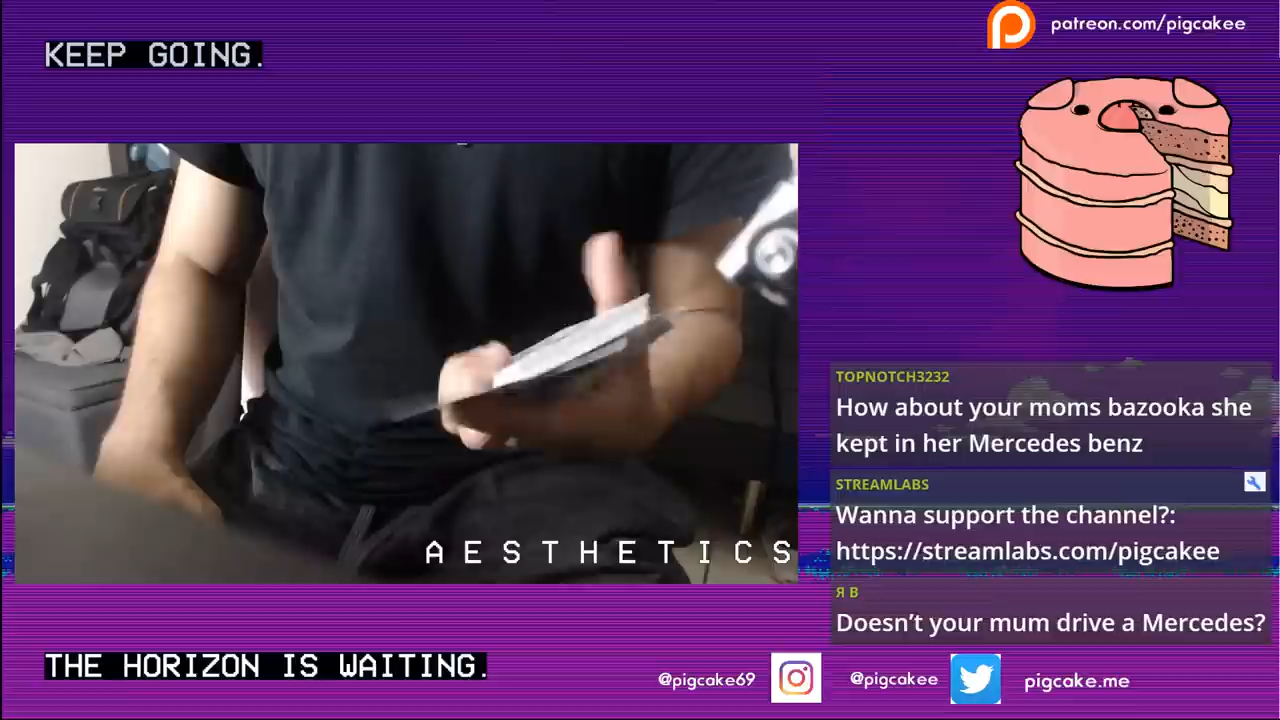 KEEP GOING.
patreon.com/pigcakee
A E S T H E T I C S
TOPNOTCH3232
How about your moms bazooka she
kept in her Mercedes benz
STREAMLABS
Wanna support the channel?:
https://streamlabs.com/pigcakee
Я В
Doesn’t your mum drive a Mercedes?
THE HORIZON IS WAITING.
@pigcake69
@pigcakee
pigcake.me